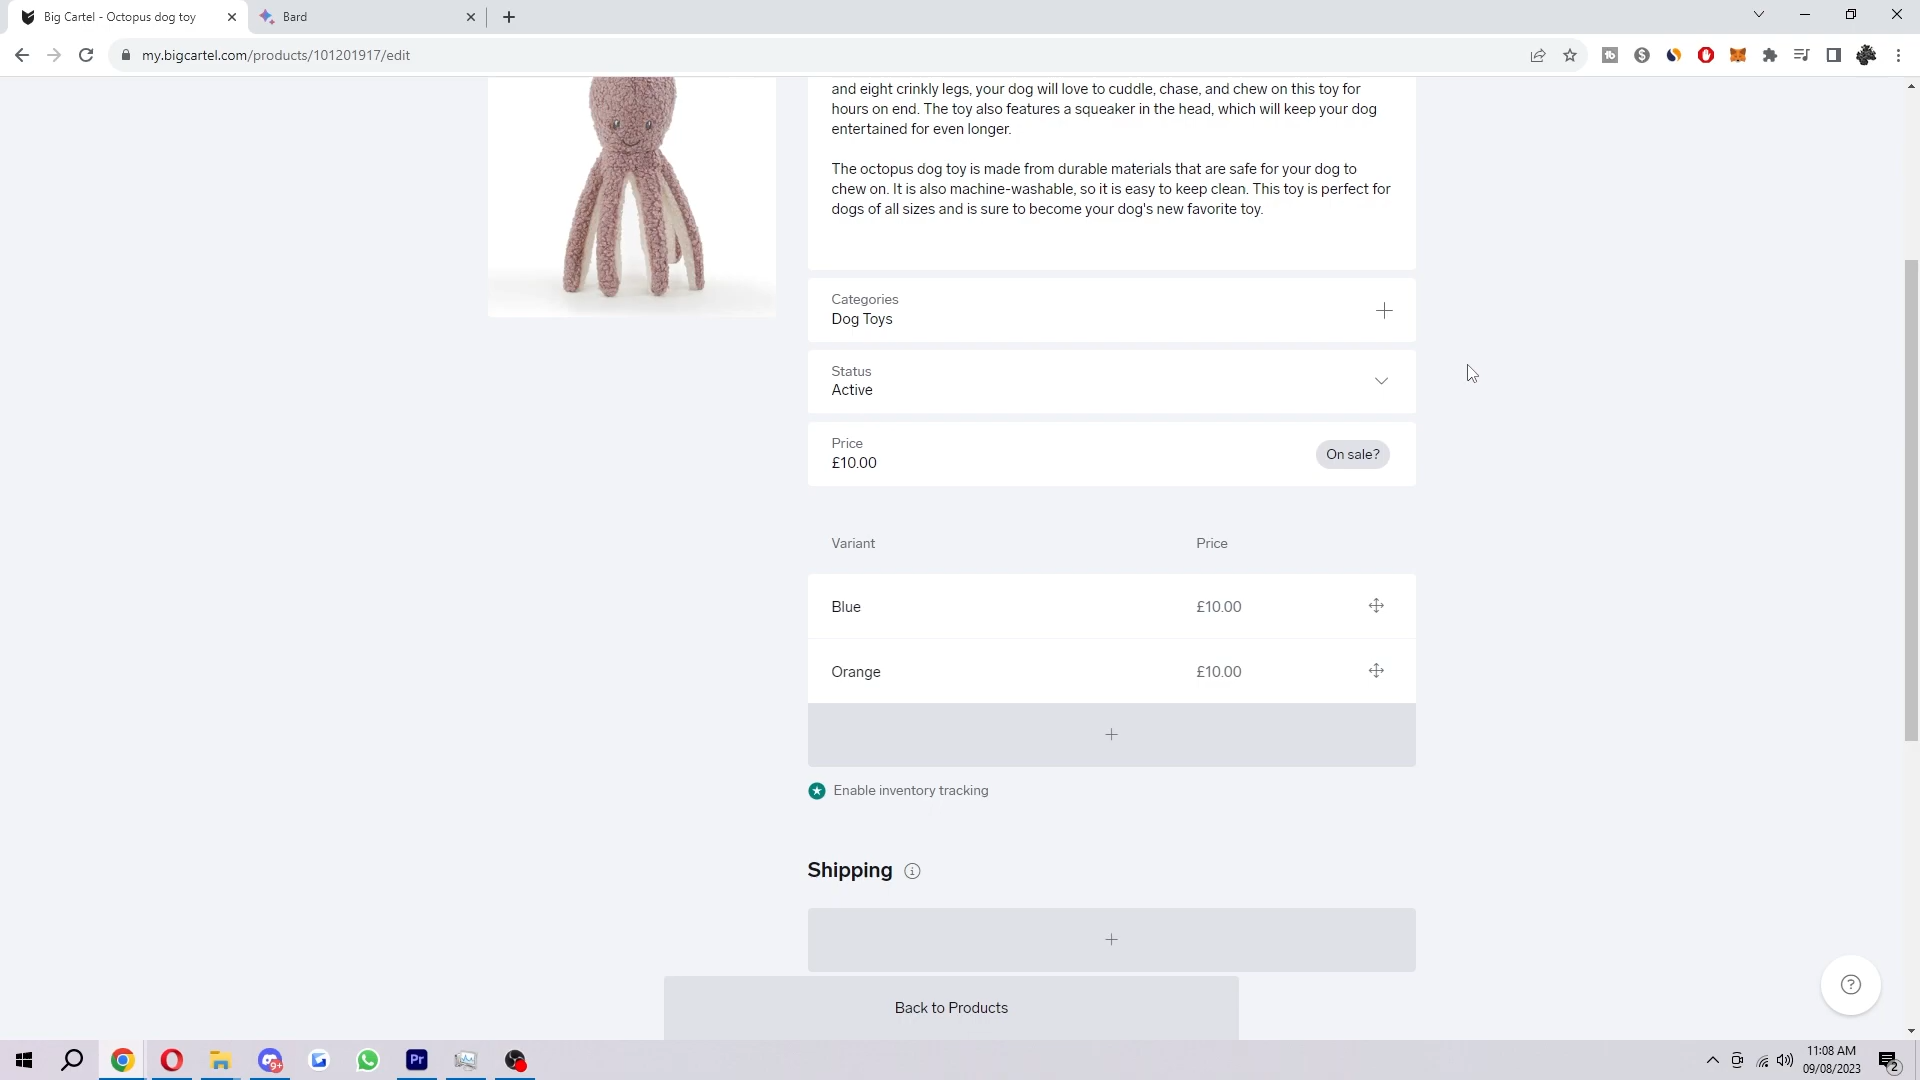 Big Cartel - Octopus dog toy
Bard
my.bigcartel.com/products/101201917/edit
and eight crinkly legs, your dog will love to cuddle, chase, and chew on this toy for
hours on end. The toy also features a squeaker in the head, which will keep your dog
entertained for even longer.
The octopus dog toy is made from durable materials that are safe for your dog to
chew on. It is also machine-washable, so it is easy to keep clean. This toy is perfect for
dogs of all sizes and is sure to become your dog's new favorite toy.
Categories
Dog Toys
Status
Active
Price
£10.00
On sale?
Variant
Price
Blue
£10.00
Orange
£10.00
Enable inventory tracking
Shipping
Back to Products
9+
Pr
11:08 AM
09/08/2023
2